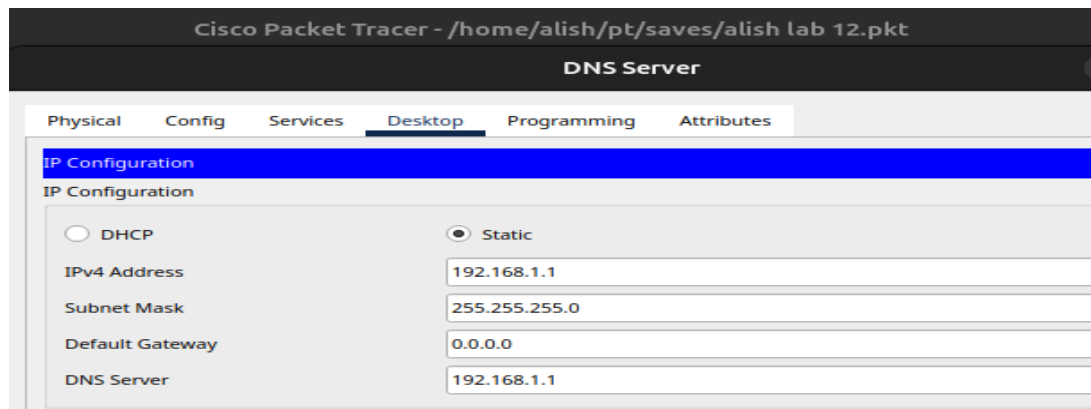 Cisco Packet Tracer - /home/alish/pt/saves/alish lab 12.pkt
DNS Server
Physical Config Services Desktop Programming Attributes
IP Configuration
IP Configuration
DHCP Static
IPv4 Address 192.168.1.1
Subnet Mask 255.255.255.0
Default Gateway 0.0.0.0
DNS Server 192.168.1.1